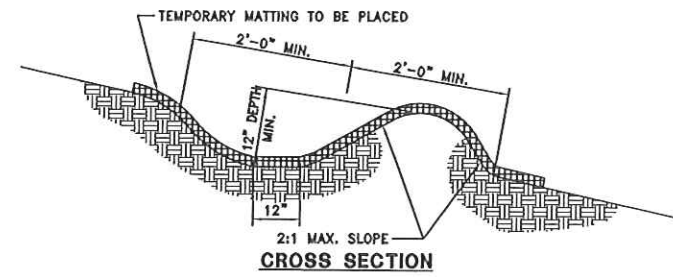 TEMPORARY MATTING TO BE PLACED
2'-0" MIN.
2'-0" MIN.
12" DEPTH
MIN.
12"
2:1 MAX. SLOPE
CROSS SECTION